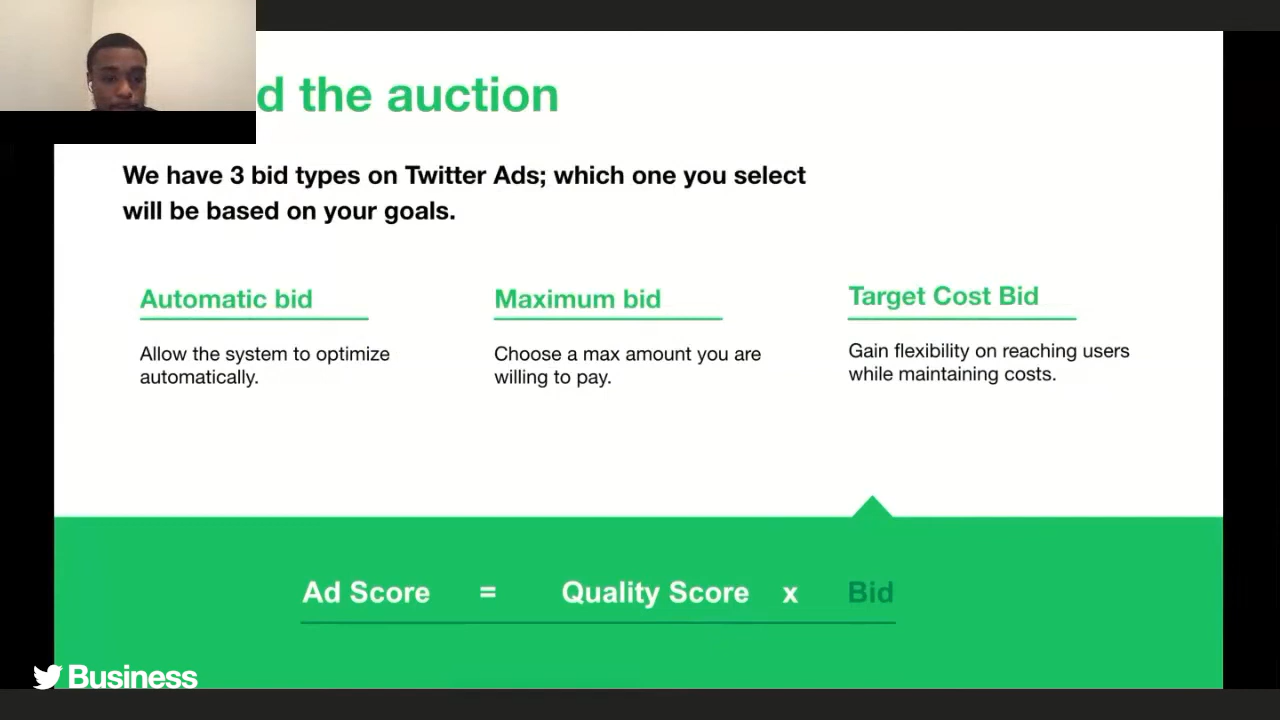 d the auction
We have 3 bid types on Twitter Ads; which one you select
will be based on your goals.
Automatic bid
Allow the system to optimize
automatically.
Maximum bid
Choose a max amount you are
willing to pay.
Target Cost Bid
Gain flexibility on reaching users
while maintaining costs.
Ad Score = Quality Score x Bid
Business